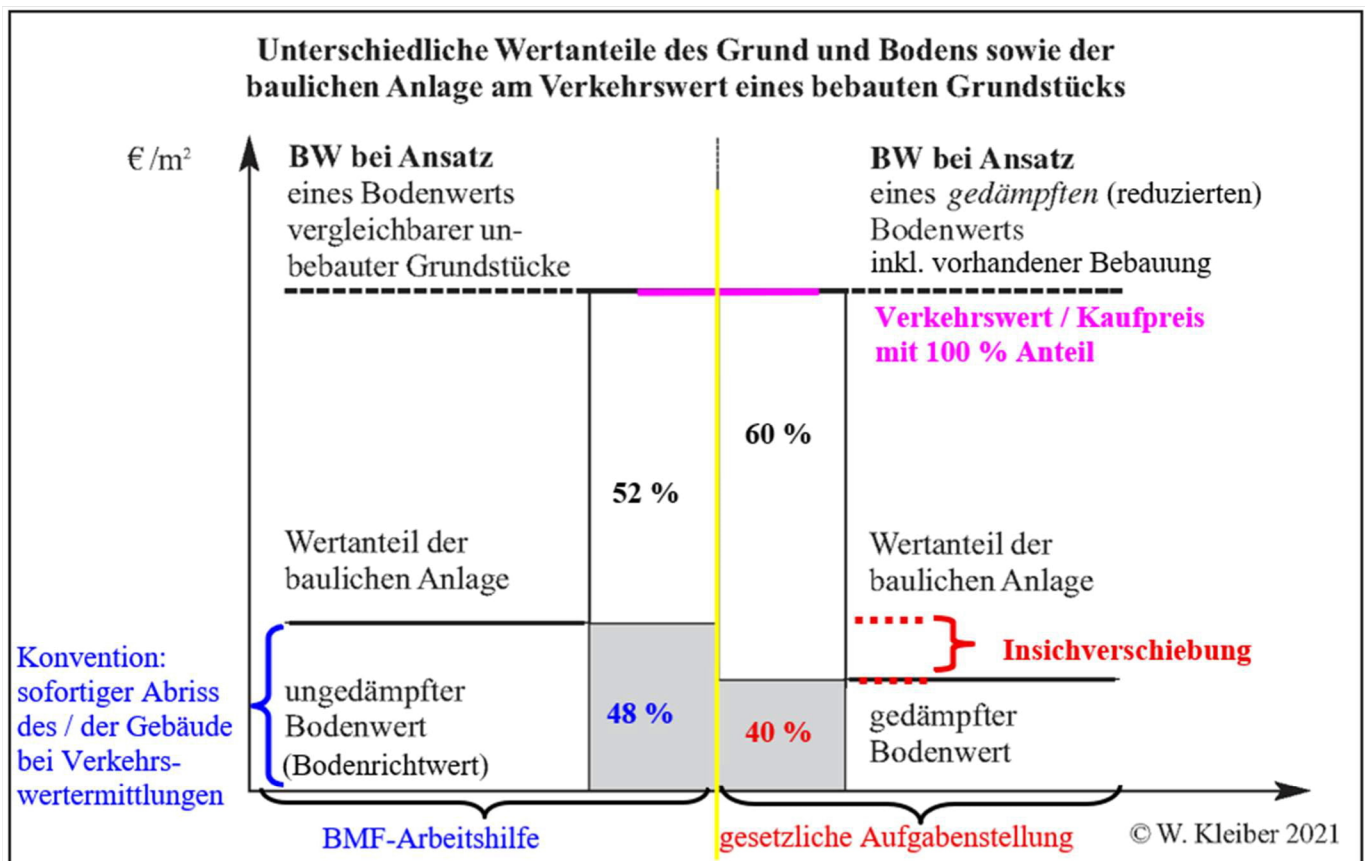 Unterschiedliche Wertanteile des Grund und Bodens sowie der
baulichen Anlage am Verkehrswert eines bebauten Grundstücks
€ /m²
BW bei Ansatz
eines Bodenwerts
vergleichbarer un-
bebauter Grundstücke
BW bei Ansatz
eines gedämpften (reduzierten)
Bodenwerts
inkl. vorhandener Bebauung
Verkehrswert / Kaufpreis
mit 100 % Anteil
60 %
52 %
Wertanteil der
baulichen Anlage
Wertanteil der
baulichen Anlage
Insichverschiebung
Konvention:
sofortiger Abriss
des / der Gebäude
bei Verkehrs-
wertermittlungen
ungedämpfter
Bodenwert
(Bodenrichtwert)
48 %
40 %
gedämpfter
Bodenwert
BMF-Arbeitshilfe
gesetzliche Aufgabenstellung
© W. Kleiber 2021